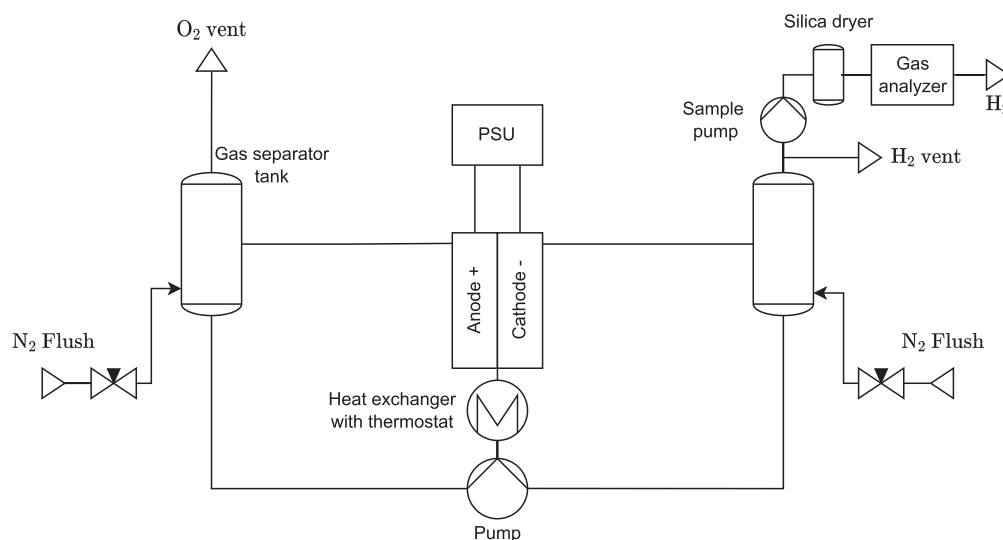 Silica dryer
O₂ vent
Gas
analyzer
H₂
Sample
pump
PSU
Gas separator
tank
H₂ vent
Anode +
Cathode -
N₂ Flush
N₂ Flush
Heat exchanger
with thermostat
Pump